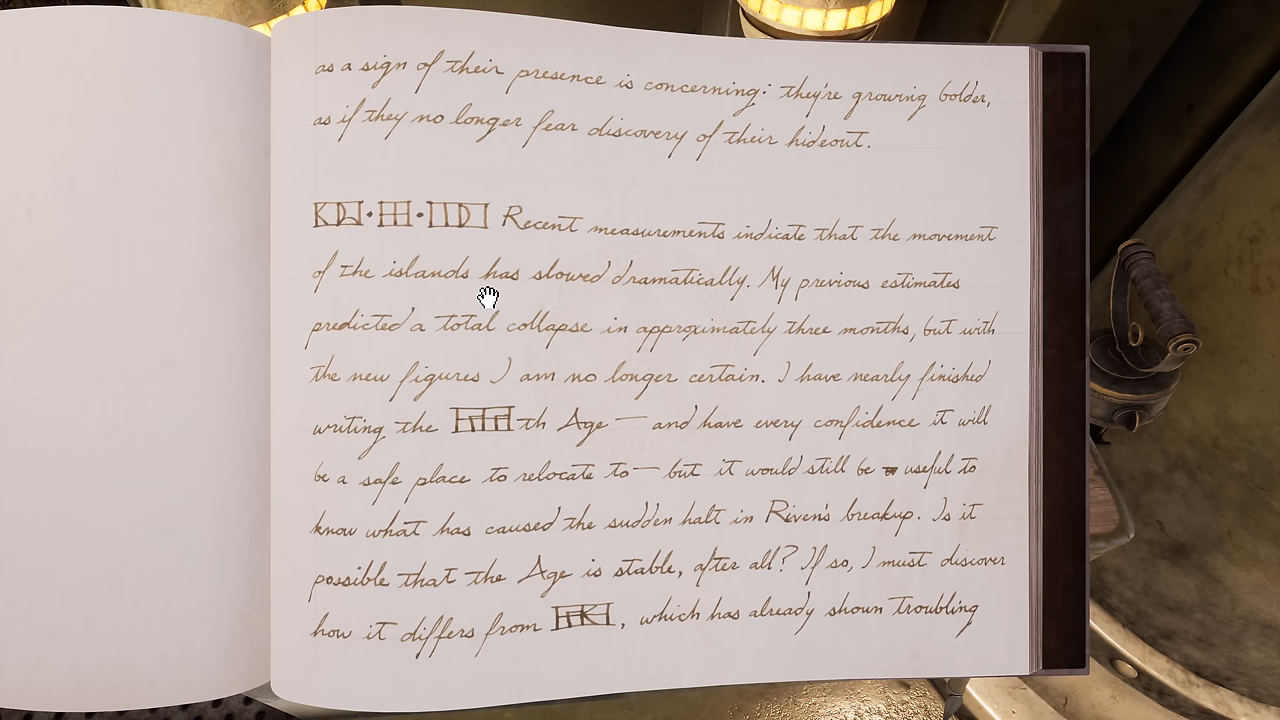 as a sign of their presence is concerning: they're growing bolder,
as if they no longer fear discovery of their hideout.
Recent measurements indicate that the movement
of the islands has slowed dramatically. My previous estimates
predicted a total collapse in approximately three months, but with
the new figures I am no longer certain. I have nearly finished
writing the th Age — and have every confidence it will
be a safe place to relocate to — but it would still be useful to
know what has caused the sudden halt in Riven's breakup. Is it
possible that the Age is stable, after all? If so, I must discover
how it differs from , which has already shown troubling